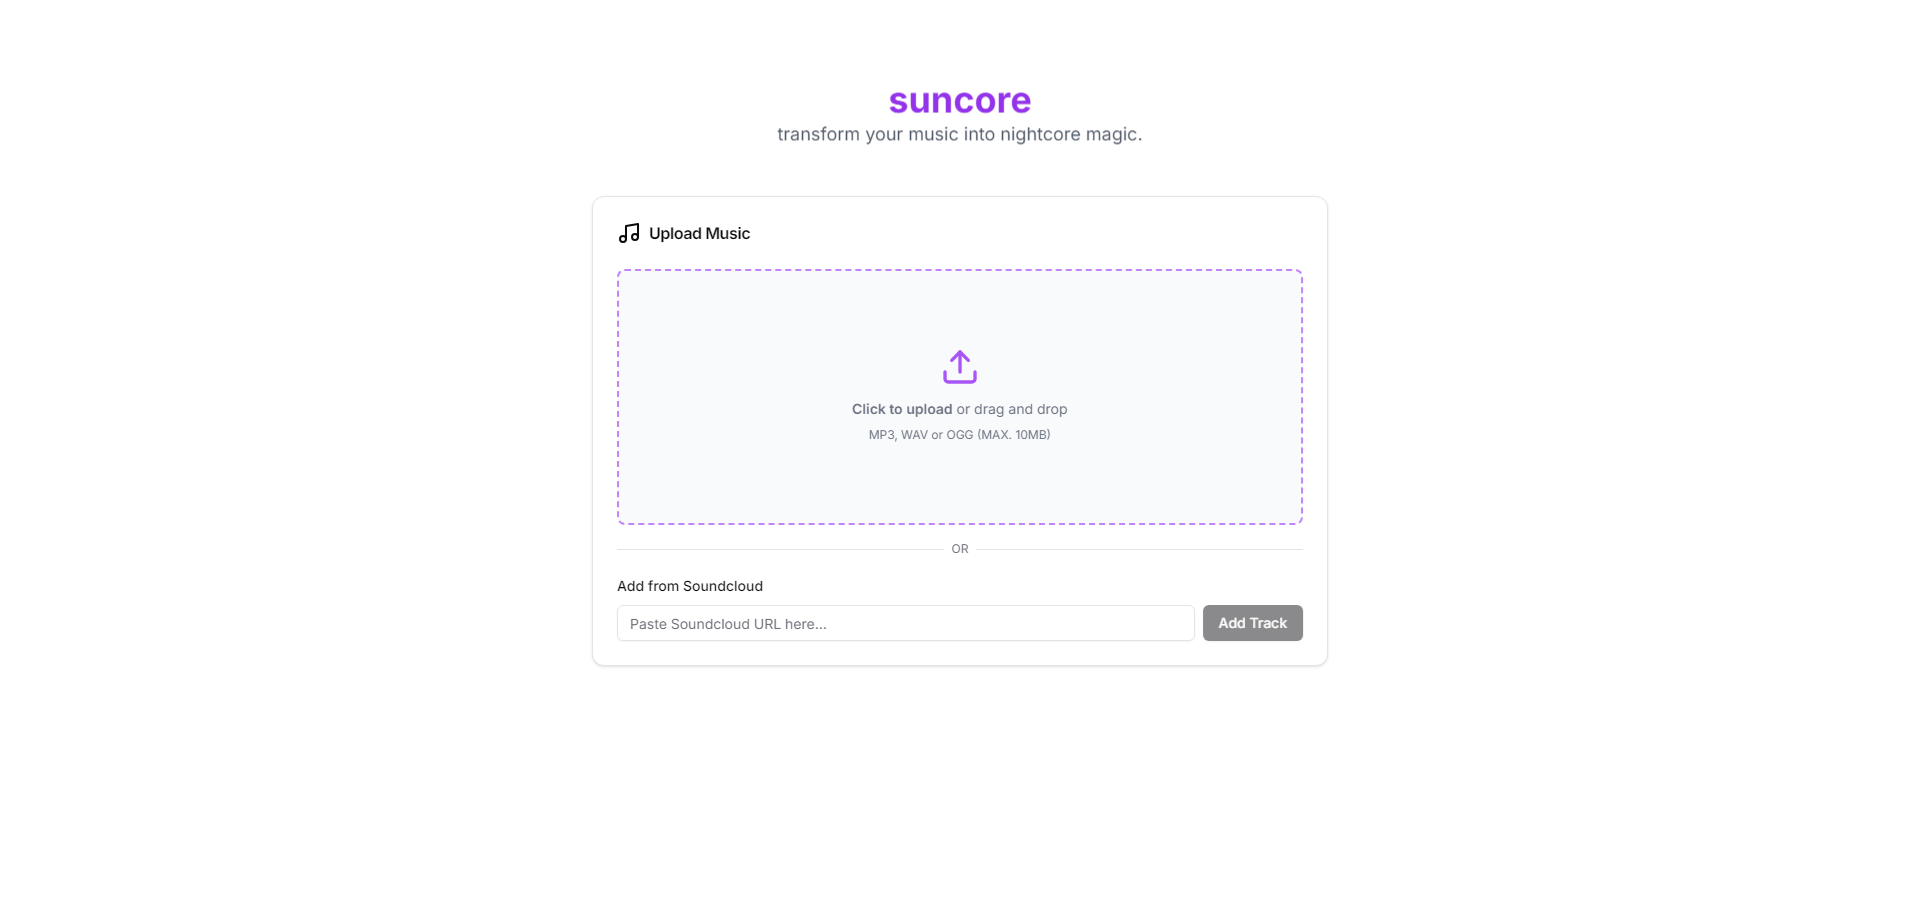 suncore
transform your music into nightcore magic.
Upload Music
Click to upload or drag and drop
MP3, WAV or OGG (MAX. 10MB)
OR
Add from Soundcloud
Paste Soundcloud URL here...
Add Track